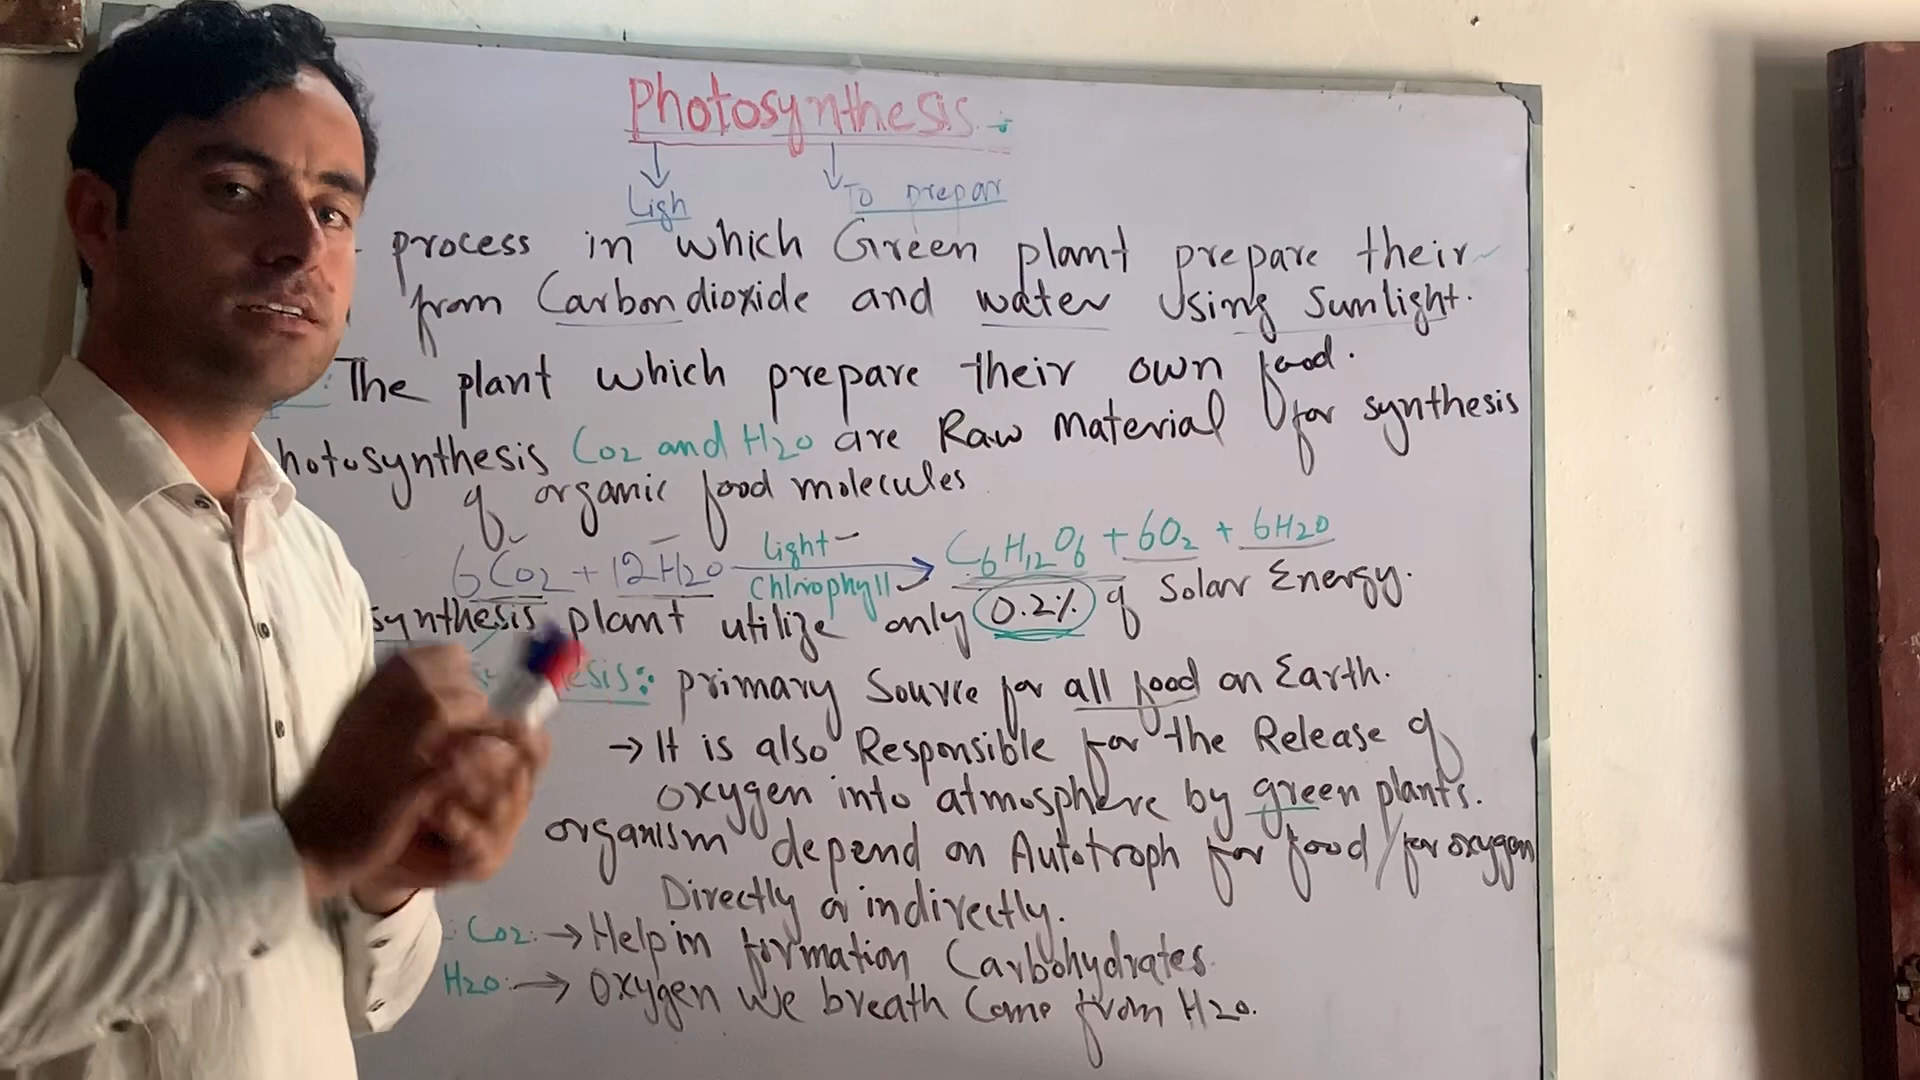 Photosynthesis :
Ligh To prepar
process in which Green plant prepare their
from Carbondioxide and water Using Sunlight.
: The plant which prepare their own food.
hotosynthesis Co2 and H2o are Raw Material for synthesis
of organic food molecules
6Co2 + 12H2o light Chlrophyll → C6H12O6 + 6O2 + 6H2O
synthesis plant utilize only 0.2% of Solar Energy.
esis: primary Source for all food on Earth.
→ It is also Responsible for the Release of
oxygen into atmosphere by green plants.
organism depend on Autotroph for food / for oxygen
Directly or indirectly.
: Co2: → Help in formation Carbohydrates.
H2o: → Oxygen We breath Come from H2o.